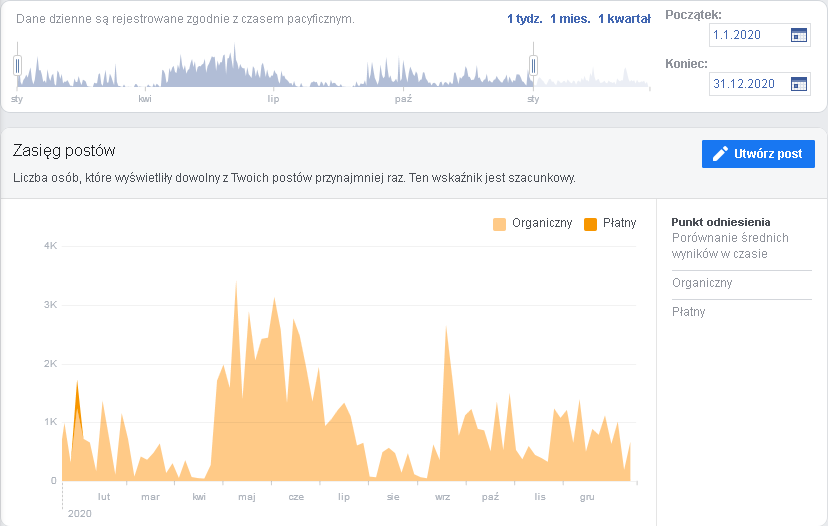 Dane dzienne są rejestrowane zgodnie z czasem pacyficznym.
1 tydz. 1 mies. 1 kwartał
Początek:
1.1.2020
Koniec:
31.12.2020
sty kwi lip paź sty
Zasięg postów
Utwórz post
Liczba osób, które wyświetliły dowolny z Twoich postów przynajmniej raz. Ten wskaźnik jest szacunkowy.
Organiczny Płatny
4K
3K
2K
1K
0
lut mar kwi maj cze lip sie wrz paź lis gru
2020
Punkt odniesienia
Porównanie średnich
wyników w czasie
Organiczny
Płatny